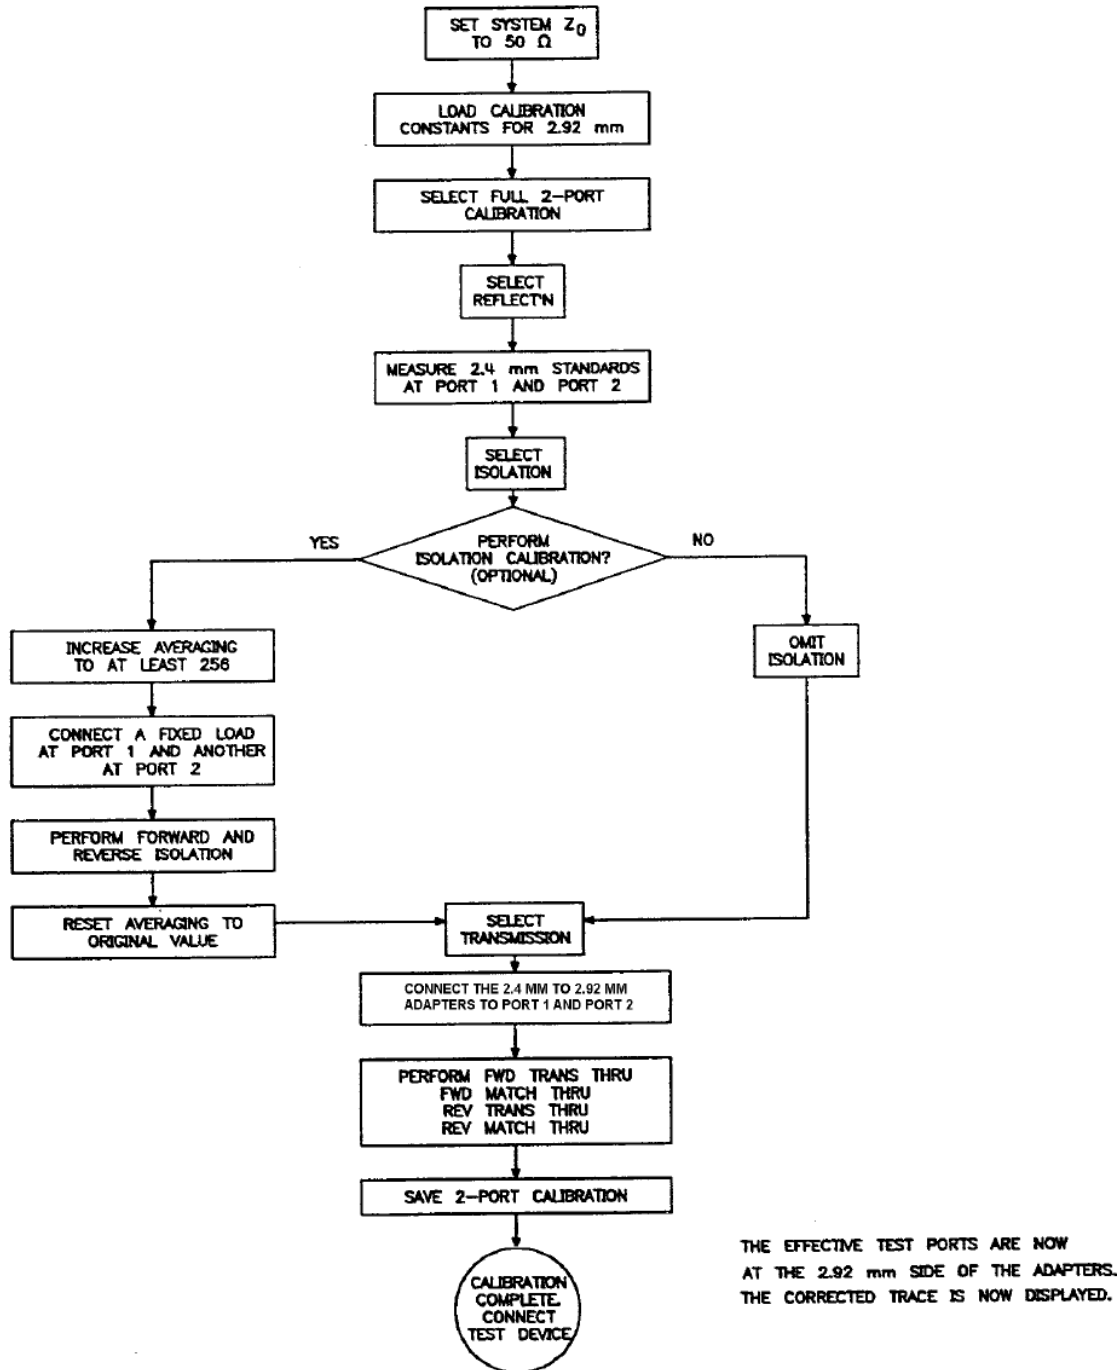 SET SYSTEM Z0
TO 50 Ω
LOAD CALIBRATION
CONSTANTS FOR 2.92 mm
SELECT FULL 2-PORT
CALIBRATION
SELECT
REFLECT'N
MEASURE 2.4 mm STANDARDS
AT PORT 1 AND PORT 2
SELECT
ISOLATION
PERFORM
ISOLATION CALIBRATION?
(OPTIONAL)
YES
NO
INCREASE AVERAGING
TO AT LEAST 256
OMIT
ISOLATION
CONNECT A FIXED LOAD
AT PORT 1 AND ANOTHER
AT PORT 2
PERFORM FORWARD AND
REVERSE ISOLATION
RESET AVERAGING TO
ORIGINAL VALUE
SELECT
TRANSMISSION
CONNECT THE 2.4 MM TO 2.92 MM
ADAPTERS TO PORT 1 AND PORT 2
PERFORM FWD TRANS THRU
FWD MATCH THRU
REV TRANS THRU
REV MATCH THRU
SAVE 2-PORT CALIBRATION
CALIBRATION
COMPLETE.
CONNECT
TEST DEVICE
THE EFFECTIVE TEST PORTS ARE NOW
AT THE 2.92 mm SIDE OF THE ADAPTERS.
THE CORRECTED TRACE IS NOW DISPLAYED.